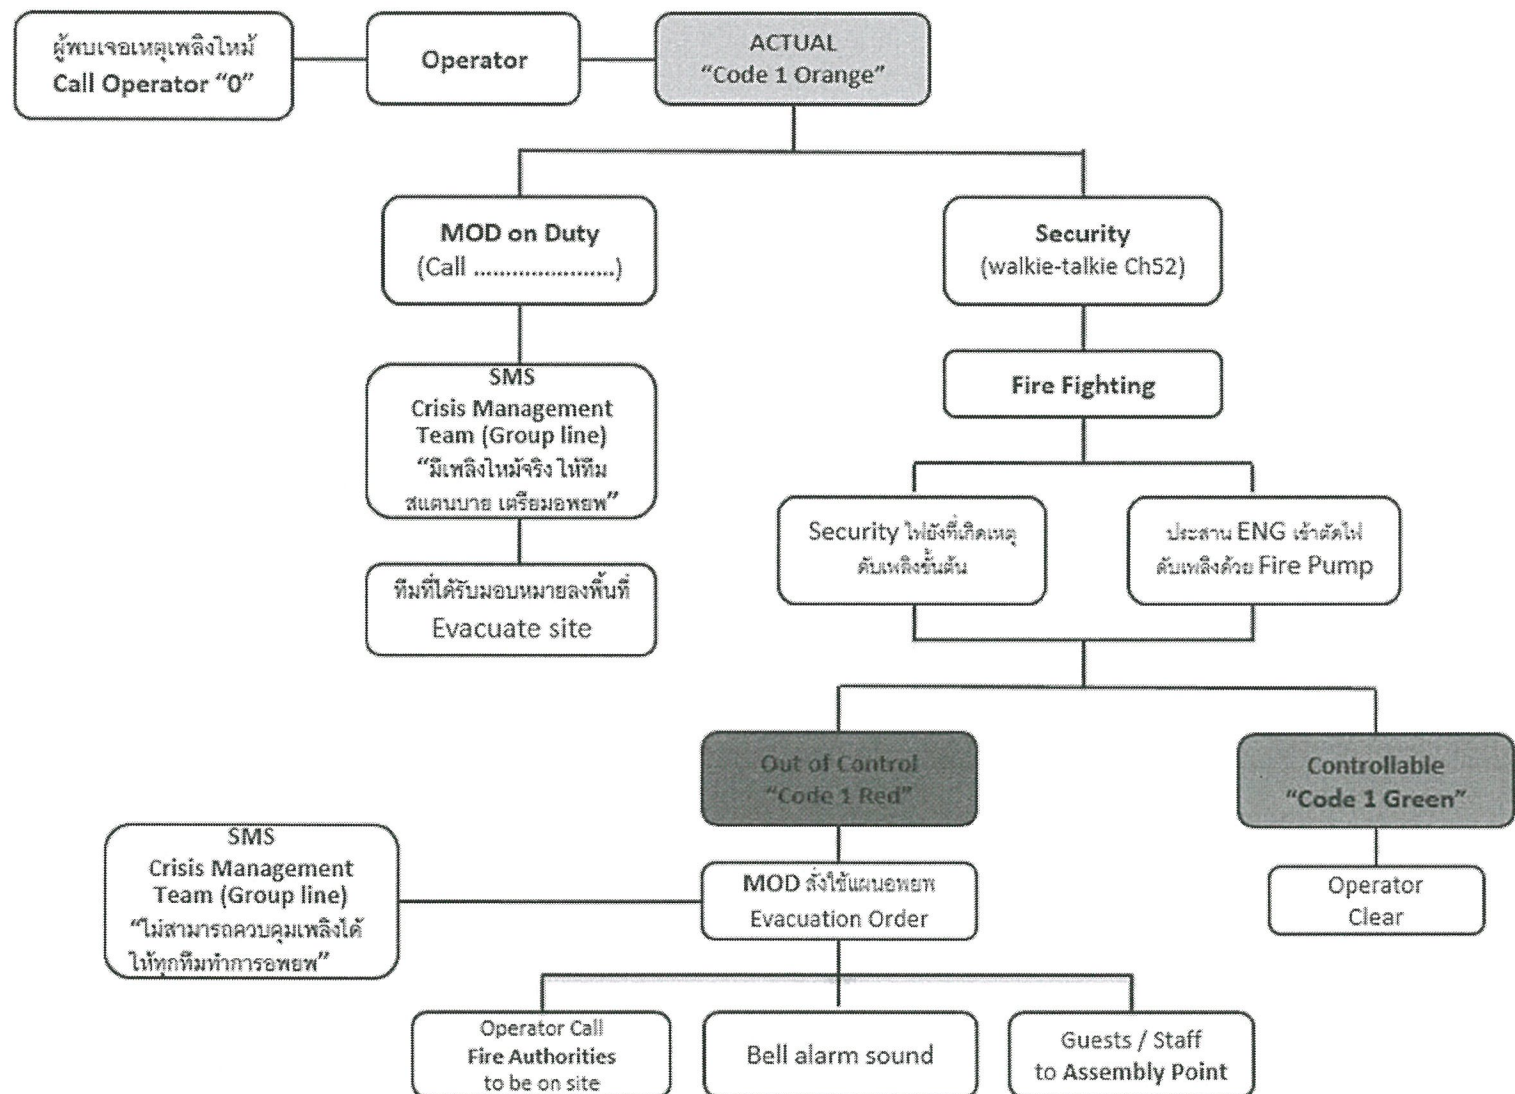 ผู้พบเจอเหตุเพลิงไหม้
Call Operator “0”
Operator
ACTUAL
“Code 1 Orange”
MOD on Duty
(Call ......................)
Security
(walkie-talkie Ch52)
SMS
Crisis Management
Team (Group line)
“มีเพลิงไหม้จริง ให้ทีม
สแตนบาย เตรียมอพยพ”
ทีมที่ได้รับมอบหมายลงพื้นที่
Evacuate site
Fire Fighting
Security ไปยังที่เกิดเหตุ
ดับเพลิงขั้นต้น
ประสาน ENG เข้าตัดไฟ
ดับเพลิงด้วย Fire Pump
Out of Control
“Code 1 Red”
Controllable
“Code 1 Green”
SMS
Crisis Management
Team (Group line)
“ไม่สามารถควบคุมเพลิงได้
ให้ทุกทีมทำการอพยพ”
MOD สั่งใช้แผนอพยพ
Evacuation Order
Operator
Clear
Operator Call
Fire Authorities
to be on site
Bell alarm sound
Guests / Staff
to Assembly Point